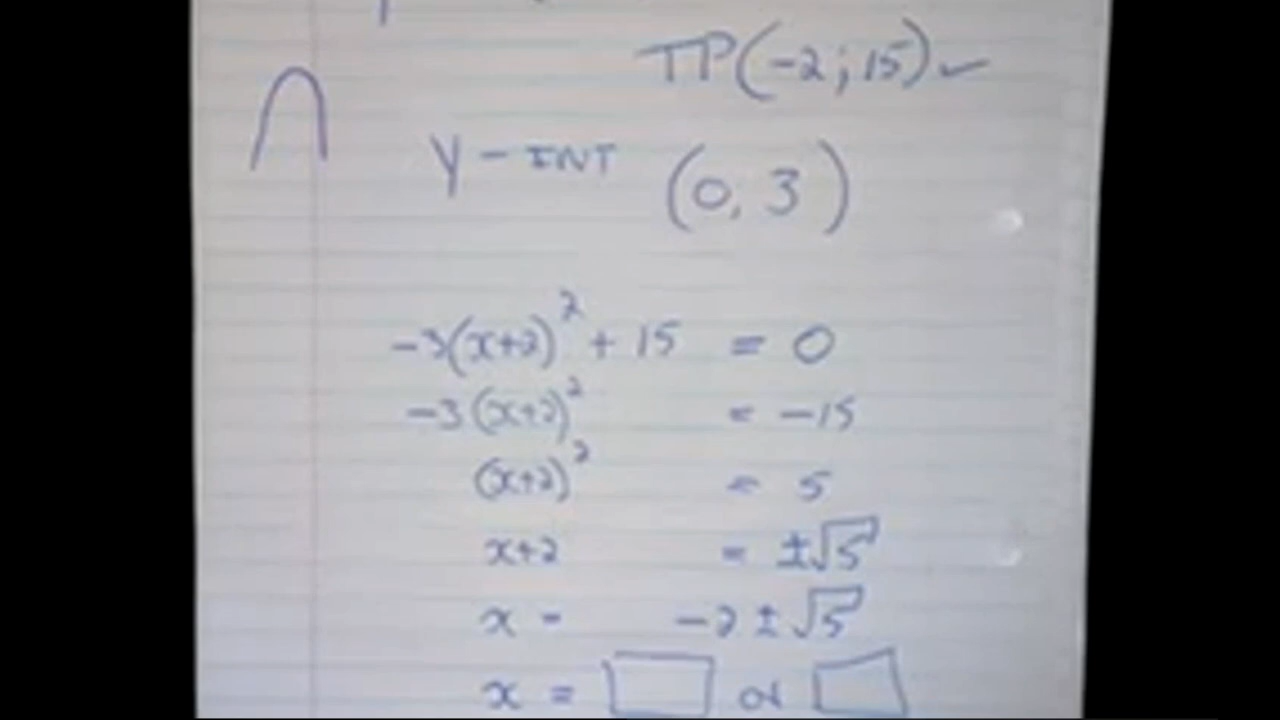 TP(-2;15)✓
y-INT (0, 3)
-3(x+2)² + 15 = 0
-3(x+2)² = -15
(x+2)² = 5
x+2 = ±√5
x = -2 ± √5
x = □ or □